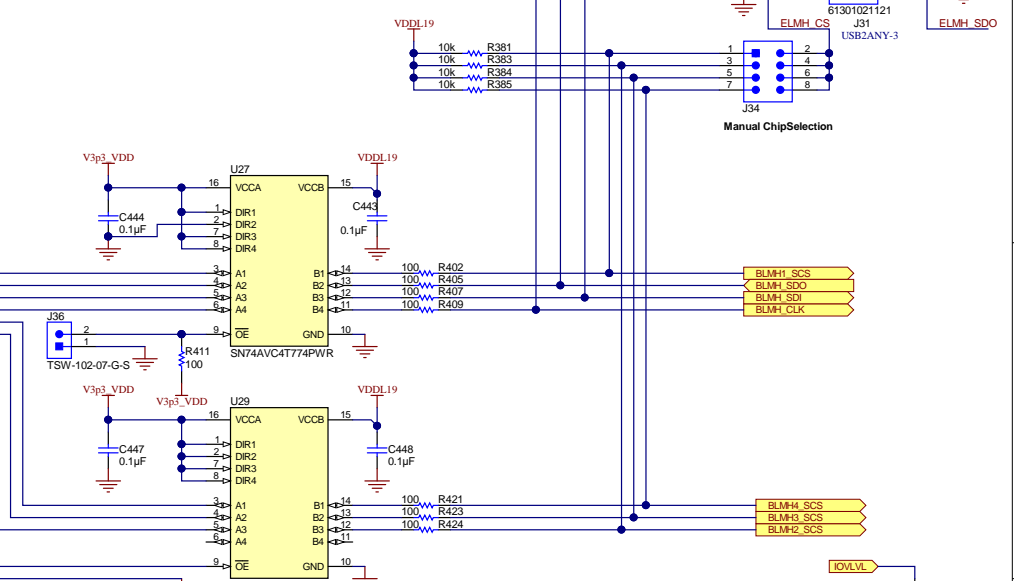 61301021121
ELMH_CS
J31
ELMH_SDO
USB2ANY-3
VDDL19
10k R381 1 2
10k R383 3 4
10k R384 5 6
10k R385 7 8
J34
Manual ChipSelection
V3p3_VDD
U27
VDDL19
16 VCCA VCCB 15
C444
0.1µF
1 DIR1
2 DIR2
7 DIR3
8 DIR4
C443
0.1µF
3 A1 B1 14 100 R402 BLMH1_SCS
4 A2 B2 13 100 R405 BLMH_SDO
5 A3 B3 12 100 R407 BLMH_SDI
6 A4 B4 11 100 R409 BLMH_CLK
J36
2
1
9 OE GND 10
SN74AVC4T774PWR
TSW-102-07-G-S
R411
100
V3p3_VDD
V3p3_VDD
U29
VDDL19
16 VCCA VCCB 15
C447
0.1µF
1 DIR1
2 DIR2
7 DIR3
8 DIR4
C448
0.1µF
3 A1 B1 14 100 R421 BLMH4_SCS
4 A2 B2 13 100 R423 BLMH3_SCS
5 A3 B3 12 100 R424 BLMH2_SCS
6 A4 B4 11
9 OE GND 10
IOVLVL